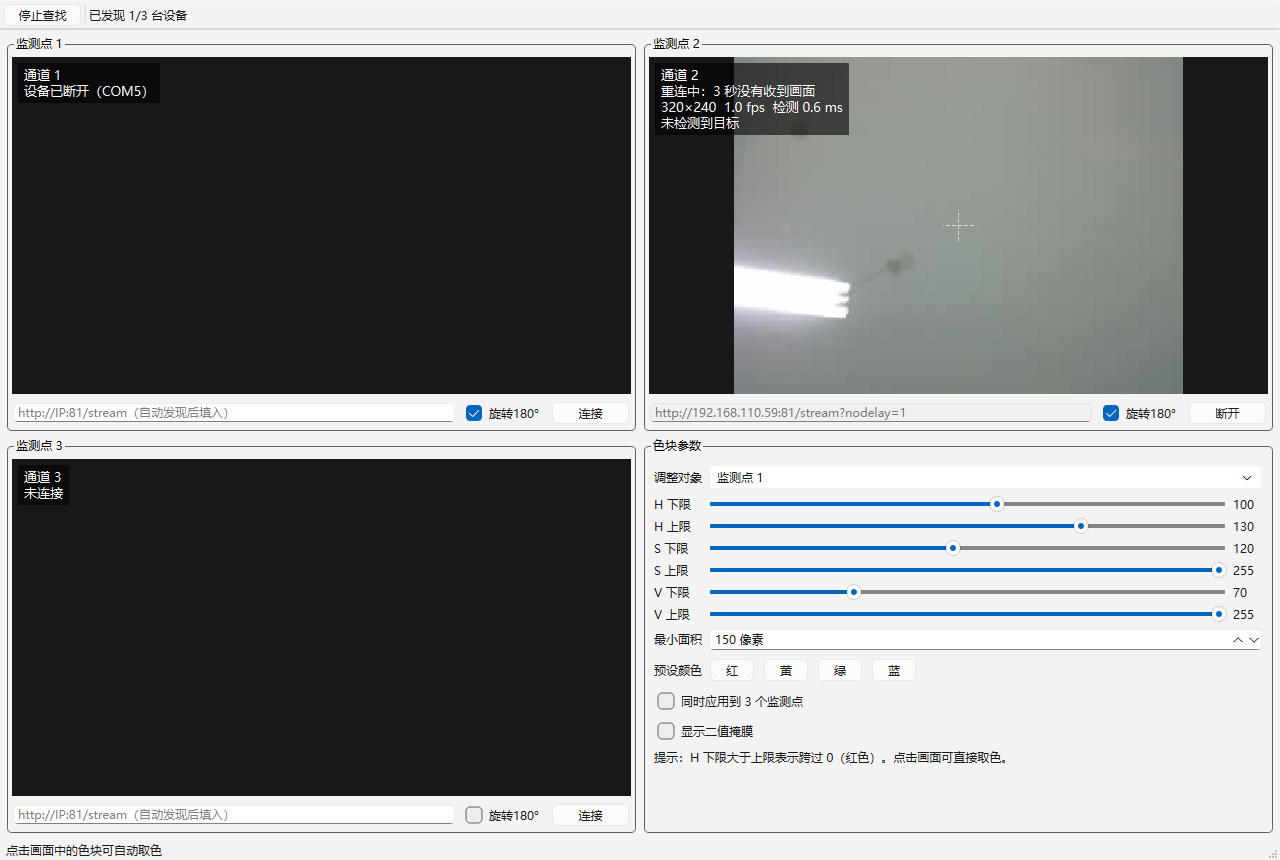 停止查找 已发现 1/3 台设备
监测点 1
通道 1
设备已断开（COM5）
http://IP:81/stream（自动发现后填入） 旋转180° 连接
监测点 2
通道 2
重连中：3 秒没有收到画面
320×240 1.0 fps 检测 0.6 ms
未检测到目标
http://192.168.110.59:81/stream?nodelay=1 旋转180° 断开
监测点 3
通道 3
未连接
http://IP:81/stream（自动发现后填入） 旋转180° 连接
色块参数
调整对象 监测点 1
H 下限 100
H 上限 130
S 下限 120
S 上限 255
V 下限 70
V 上限 255
最小面积 150 像素
预设颜色 红 黄 绿 蓝
同时应用到 3 个监测点
显示二值掩膜
提示：H 下限大于上限表示跨过 0（红色）。点击画面可直接取色。
点击画面中的色块可自动取色